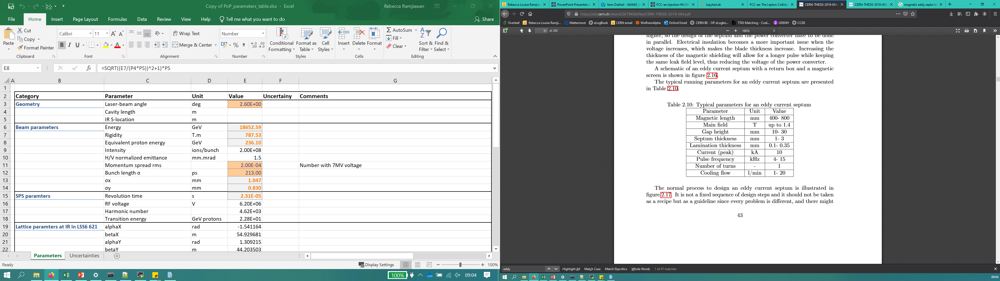 Copy of PoP_parameters_table.xlsx - Excel
Rebecca Ramjiawan
File Home Insert Page Layout Formulas Data Review View Help Tell me what you want to do Share
Paste
Cut
Copy
Format Painter
Clipboard
Calibri 11
B I U
Font
Wrap Text
Merge & Center
Alignment
Number
Number
Conditional Formatting
Format as Table
Cell Styles
Styles
Insert Delete Format
Cells
AutoSum
Fill
Clear
Sort & Filter
Find & Select
Editing
E8 fx =SQRT((E7/(P4*P5))^2+1)*P5
A B C D E F G
1
2 Category Parameter Unit Value Uncertainy Comments
3 Geometry Laser-beam angle deg 2.60E+00
4 Cavity length m
5 IR S-location m
6 Beam parameters Energy GeV 18652.59
7 Rigidity T.m 787.53
8 Equivalent proton energy GeV 236.10
9 Intensity ions/bunch 2.00E+08
10 H/V normalized emittance mm.mrad 1.5
11 Momentum spread rms 2.00E-04 Number with 7MV voltage
12 Bunch length σ ps 213.00
13 σx mm 1.047
14 σy mm 0.830
15 SPS paramters Revolution time s 2.31E-05
16 RF voltage V 6.20E+06
17 Harmonic number 4.62E+03
18 Transition energy GeV protons 2.28E+01
19 Lattice paramters at IR in LSS6 621 alphaX rad -1.541164
20 betaX m 54.929681
21 alphaY rad 1.309215
22 betaY m 44.203503
Parameters Uncertainties
Ready
Display Settings
100%
100%
09:04
Rebecca Louise Ramjiaw
PowerPoint Presentation
Yann Dutheil - AWAKE_
FCC-ee injection #4 (19
JupyterLab
FCC-ee: The Lepton Collider
CERN-THESIS-2019-064.p
CERN-THESIS-2019-064.p
magnetic eddy septa le
https://cds.cern.ch/record/2679408/files/CERN-THESIS-2019-064.pdf
Overleaf
Rebecca Louise Ramji...
Mattermost
eLogBook
CERN email
WolframAlpha
Oxford Email
CERN BE - OP eLogbo...
TT43 Matching - Codi...
UDEMY
CCDE
51 of 288
160%
higher, so the design of the septum and the power converter have to be done
in parallel. Electrical insulation becomes a more important issue when the
voltage increases, which makes the blade thickness increase. Increasing the
thickness of the magnetic shielding will allow for a longer pulse while keeping
the same leak field level, thus reducing the voltage of the power converter.
A schematic of an eddy current septum with a return box and a magnetic
screen is shown in figure 2.16.
The typical running parameters for an eddy current septum are presented
in Table 2.10.
Table 2.10: Typical parameters for an eddy current septum
Parameter Unit Value
Magnetic length mm 400- 800
Main field T up to 1.4
Gap height mm 10- 30
Septum thickness mm 1- 3
Lamination thickness mm 0.1- 0.35
Current (peak) kA 10
Pulse frequency kHz 4- 15
Number of turns - 1
Cooling flow l/min 1- 20
The normal process to design an eddy current septum is illustrated in
figure 2.17. It is not a fixed sequence of design steps and it should not be taken
as a recipe but as a guideline since every problem is different, and there might
43
eddy
Highlight All Match Case Match Diacritics Whole Words 1 of 47 matches
09:04